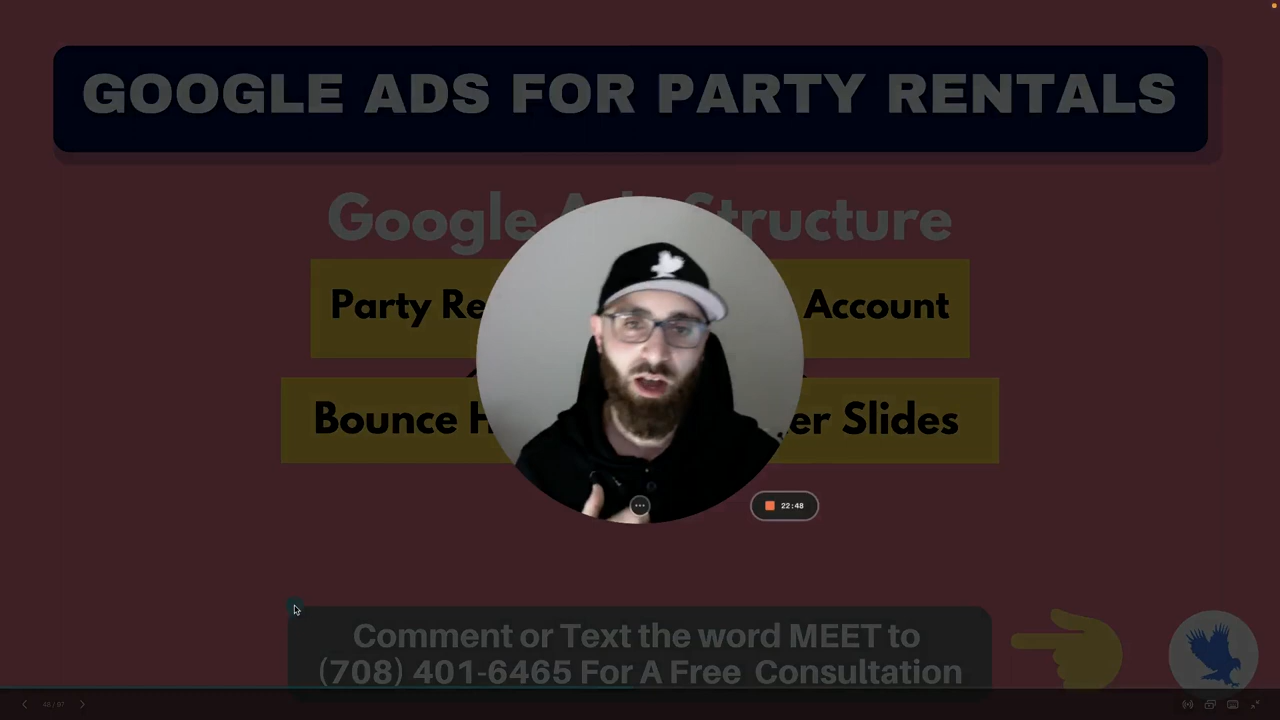 GOOGLE ADS FOR PARTY RENTALS
Google Structure
Party Re Account
Bounce H er Slides
22:48
Comment or Text the word MEET to
(708) 401-6465 For A Free Consultation